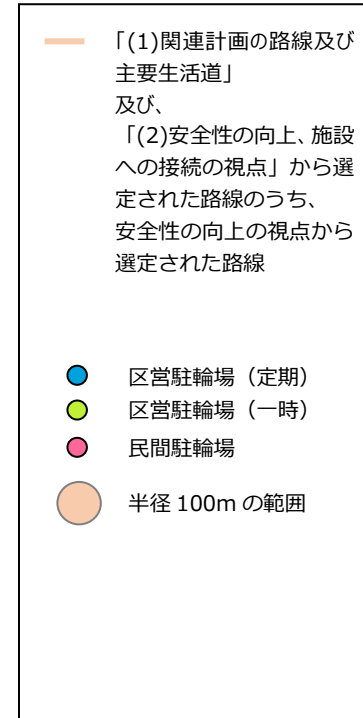 「(1)関連計画の路線及び
主要生活道」
及び、
「(2)安全性の向上、施設
への接続の視点」から選
定された路線のうち、
安全性の向上の視点から
選定された路線
区営駐輪場（定期）
区営駐輪場（一時）
民間駐輪場
半径 100m の範囲